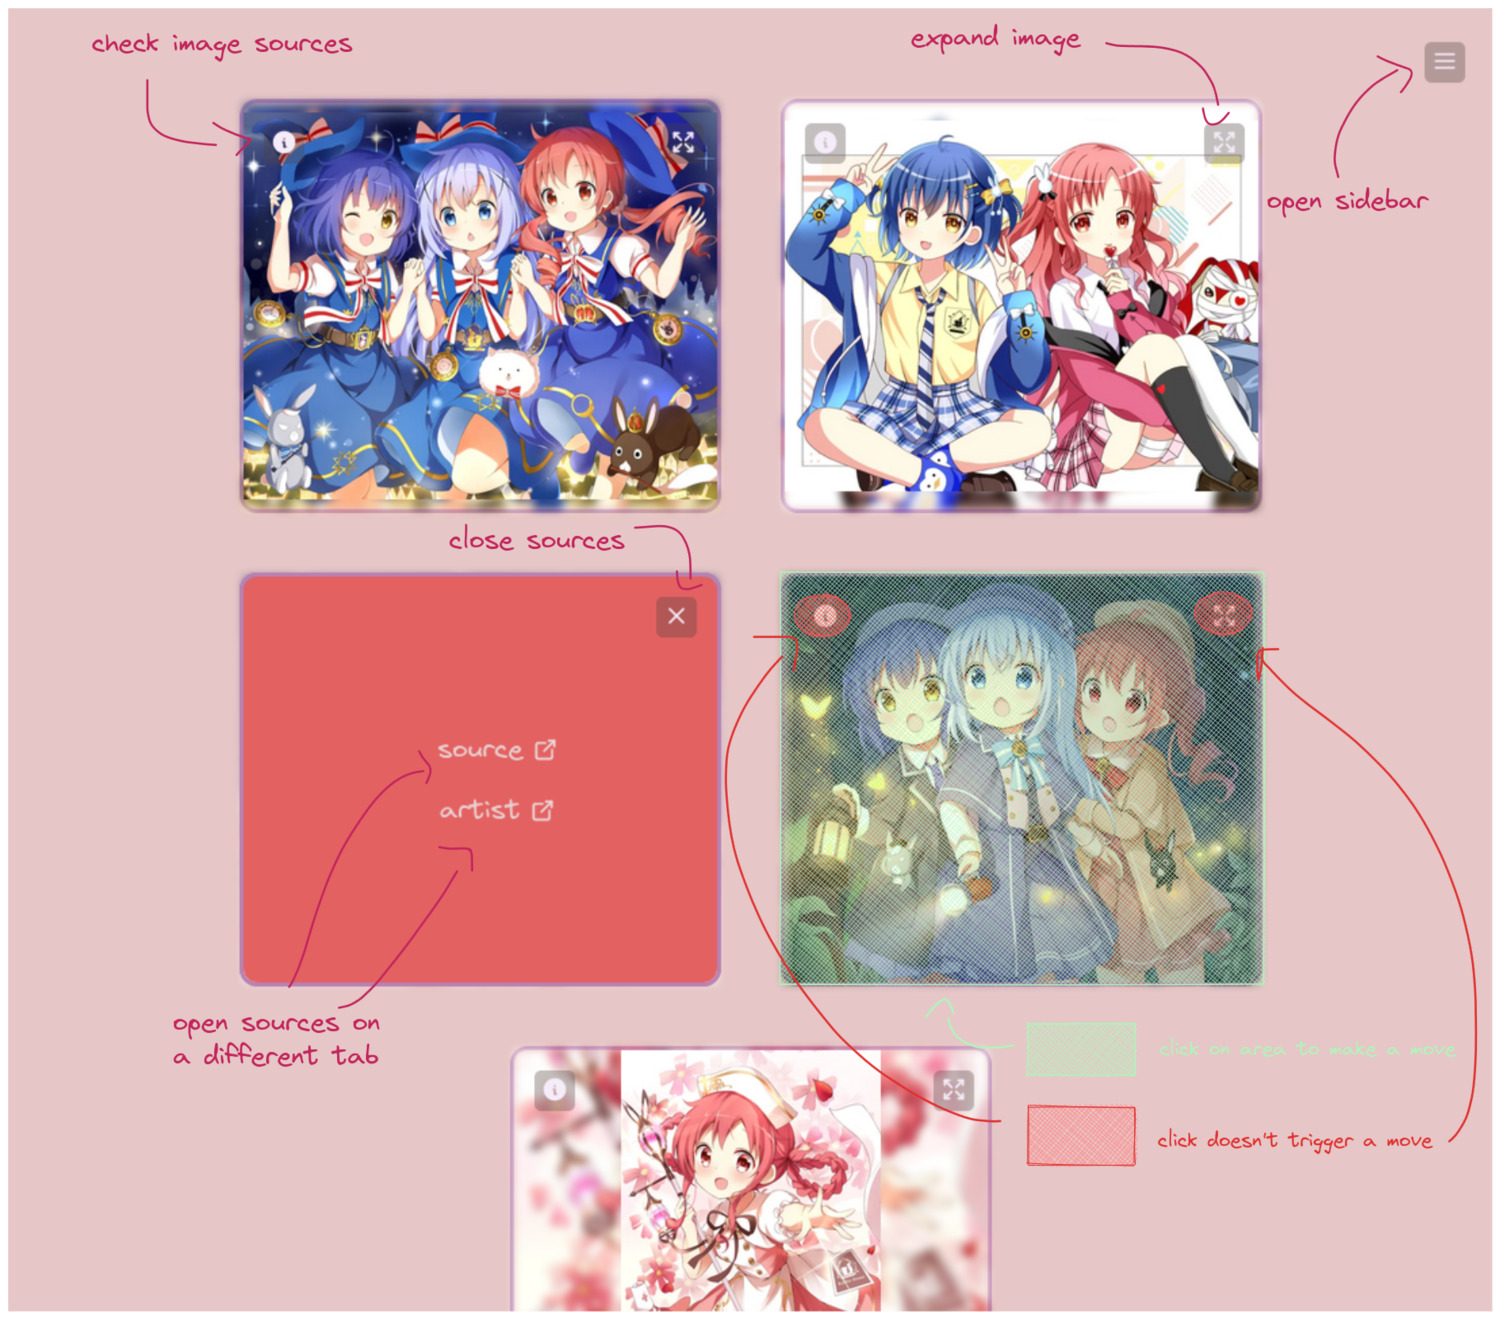 check image sources
expand image
open sidebar
close sources
source
artist
open sources on
a different tab
click on area to make a move
click doesn't trigger a move